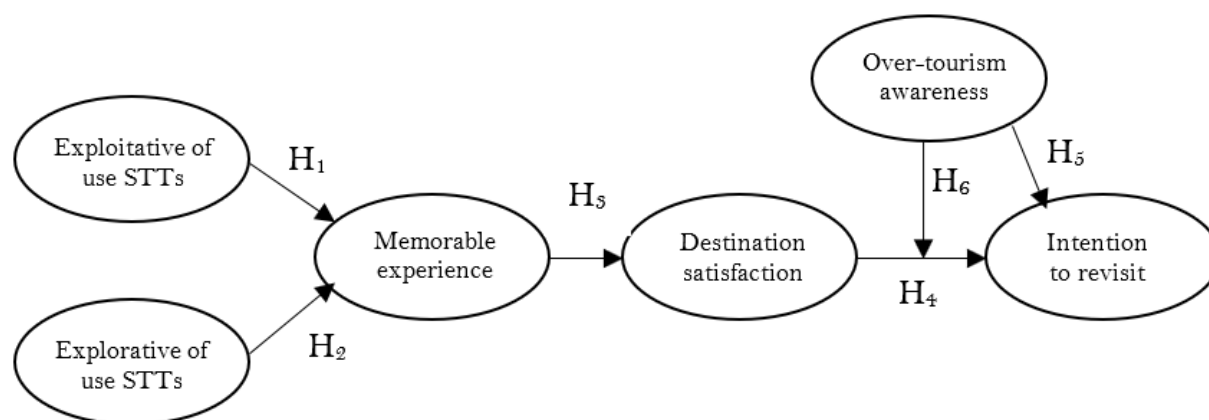 Over-tourism
awareness
Exploitative of
use STTs
H₁
H₅
H₆
H₃
Memorable
experience
Destination
satisfaction
Intention
to revisit
H₄
H₂
Explorative of
use STTs